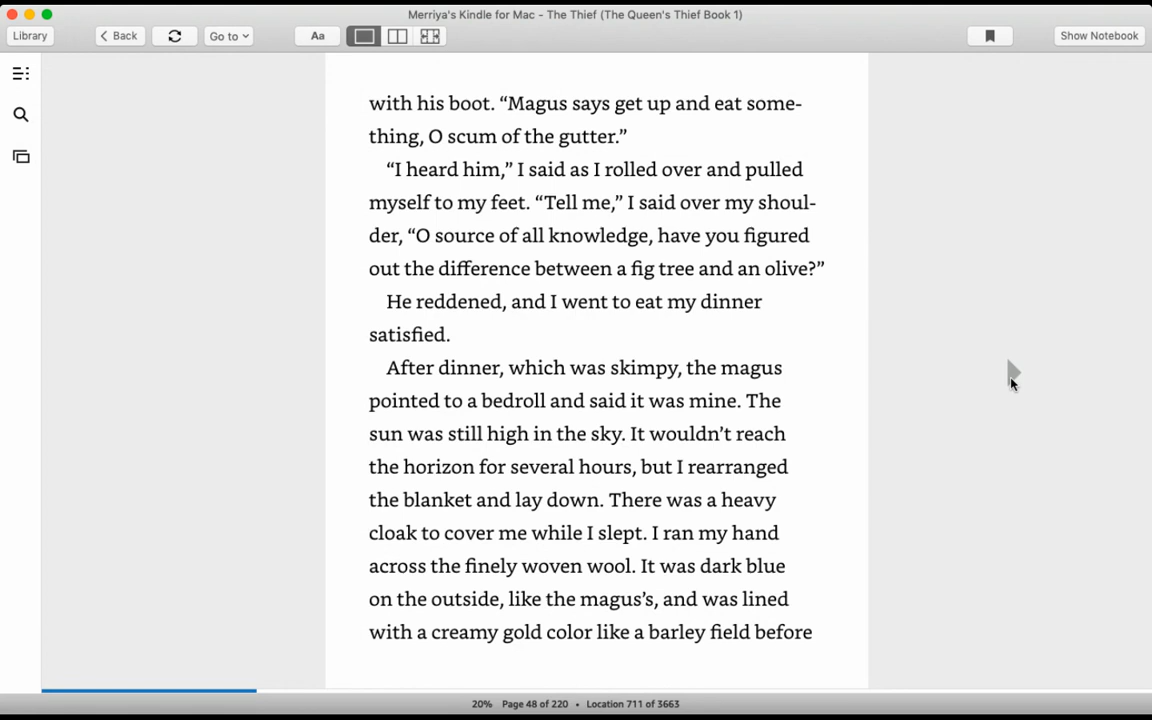 Merriya's Kindle for Mac - The Thief (The Queen's Thief Book 1)
Library
Back
Go to
Aa
Show Notebook
with his boot. “Magus says get up and eat some-
thing, O scum of the gutter.”
“I heard him,” I said as I rolled over and pulled
myself to my feet. “Tell me,” I said over my shoul-
der, “O source of all knowledge, have you figured
out the difference between a fig tree and an olive?”
He reddened, and I went to eat my dinner
satisfied.
After dinner, which was skimpy, the magus
pointed to a bedroll and said it was mine. The
sun was still high in the sky. It wouldn’t reach
the horizon for several hours, but I rearranged
the blanket and lay down. There was a heavy
cloak to cover me while I slept. I ran my hand
across the finely woven wool. It was dark blue
on the outside, like the magus’s, and was lined
with a creamy gold color like a barley field before
20% Page 48 of 220 • Location 711 of 3663